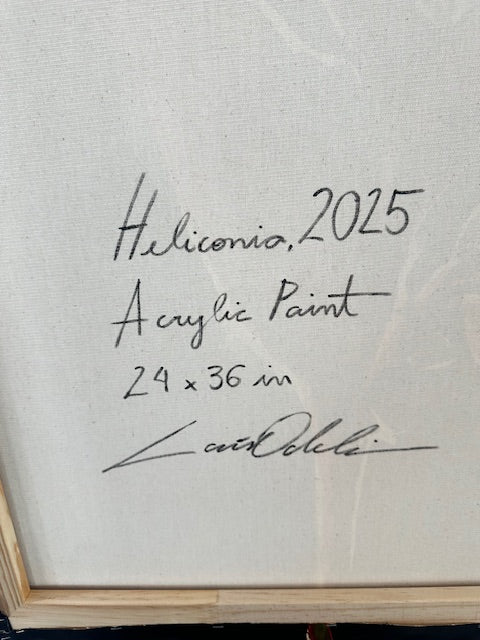 Heliconia, 2025
Acrylic Paint
24 x 36 in